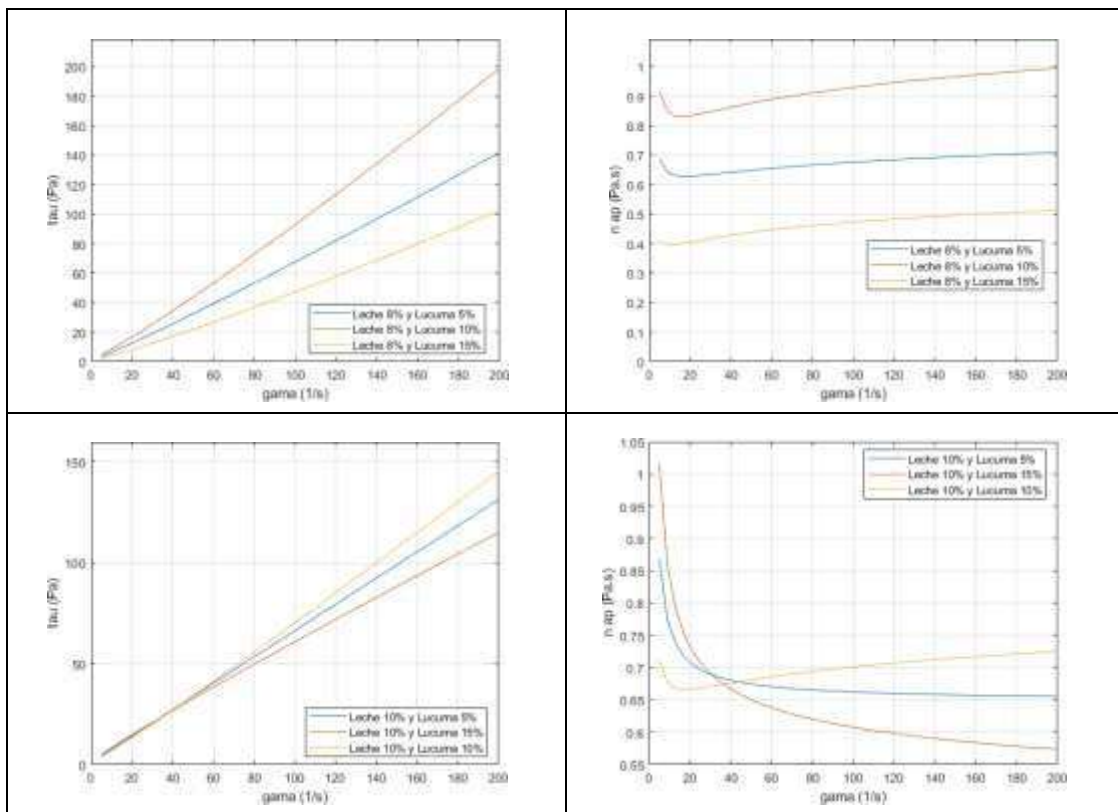 200
180
160
140
120
100
80
60
40
20
0
tau (Pa)
0 20 40 60 80 100 120 140 160 180 200
gama (1/s)
Leche 8% y Lucuma 5%
Leche 8% y Lucuma 10%
Leche 8% y Lucuma 15%
1
0.9
0.8
0.7
0.6
0.5
0.4
0.3
0.2
0.1
0
n ap (Pa.s)
0 20 40 60 80 100 120 140 160 180 200
gama (1/s)
Leche 8% y Lucuma 5%
Leche 8% y Lucuma 10%
Leche 8% y Lucuma 15%
150
100
50
0
tau (Pa)
0 20 40 60 80 100 120 140 160 180 200
gama (1/s)
Leche 10% y Lucuma 5%
Leche 10% y Lucuma 15%
Leche 10% y Lucuma 10%
1.05
1
0.95
0.9
0.85
0.8
0.75
0.7
0.65
0.6
0.55
n ap (Pa.s)
0 20 40 60 80 100 120 140 160 180 200
gama (1/s)
Leche 10% y Lucuma 5%
Leche 10% y Lucuma 15%
Leche 10% y Lucuma 10%